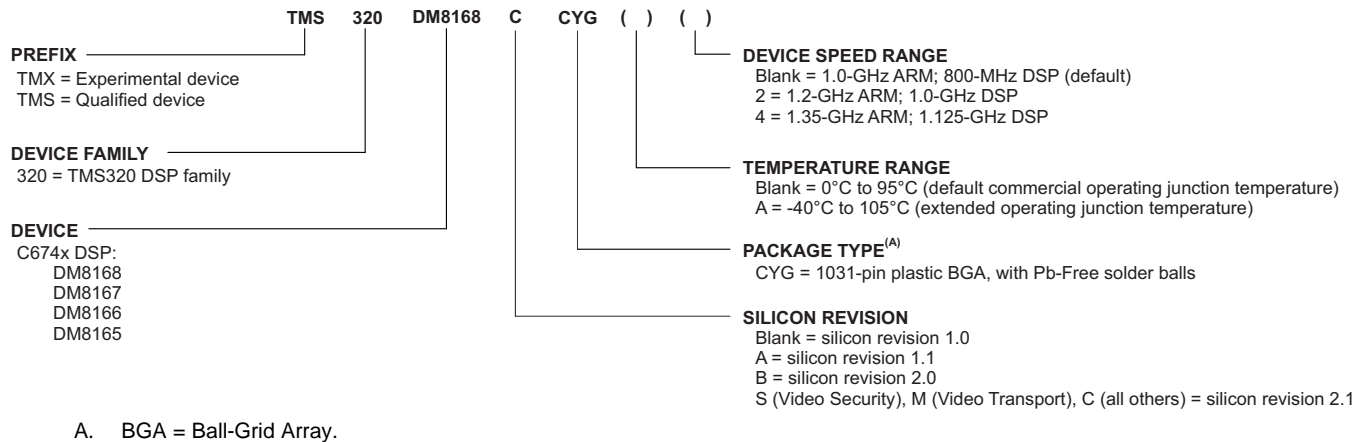 TMS 320 DM8168 C CYG ( ) ( )
PREFIX
TMX = Experimental device
TMS = Qualified device
DEVICE FAMILY
320 = TMS320 DSP family
DEVICE
C674x DSP:
DM8168
DM8167
DM8166
DM8165
DEVICE SPEED RANGE
Blank = 1.0-GHz ARM; 800-MHz DSP (default)
2 = 1.2-GHz ARM; 1.0-GHz DSP
4 = 1.35-GHz ARM; 1.125-GHz DSP
TEMPERATURE RANGE
Blank = 0°C to 95°C (default commercial operating junction temperature)
A = -40°C to 105°C (extended operating junction temperature)
PACKAGE TYPE(A)
CYG = 1031-pin plastic BGA, with Pb-Free solder balls
SILICON REVISION
Blank = silicon revision 1.0
A = silicon revision 1.1
B = silicon revision 2.0
S (Video Security), M (Video Transport), C (all others) = silicon revision 2.1
A. BGA = Ball-Grid Array.